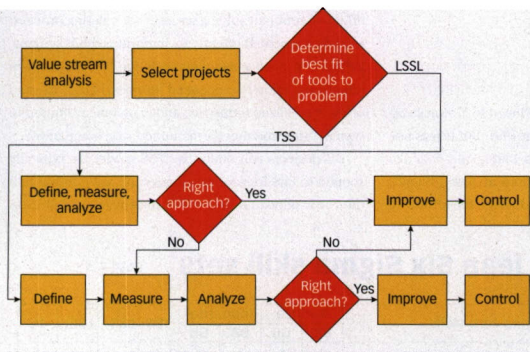 Value stream
analysis
Select projects
Determine
best fit
of tools to
problem
LSSL
TSS
Define, measure,
analyze
Right
approach?
Yes
Improve
Control
No
No
Define
Measure
Analyze
Right
approach?
Yes
Improve
Control